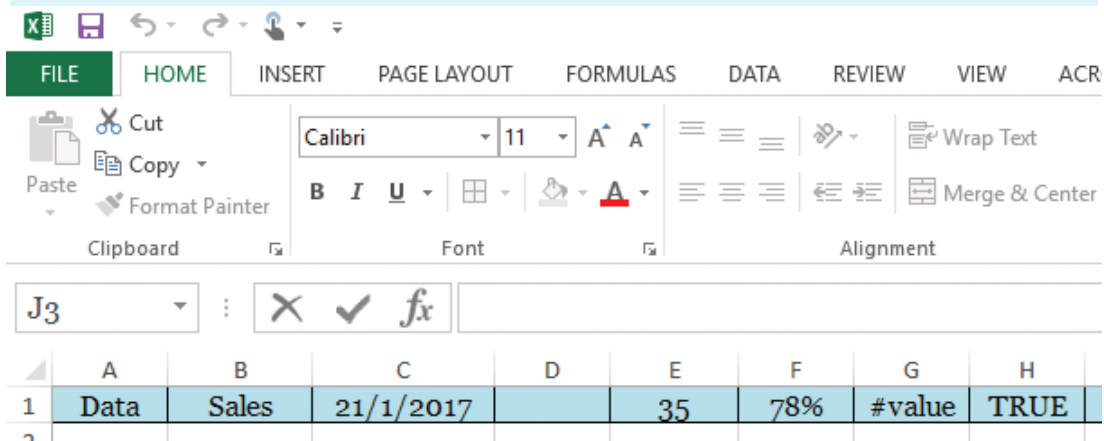 FILE HOME INSERT PAGE LAYOUT FORMULAS DATA REVIEW VIEW ACR
Cut
Calibri 11 A A Wrap Text
Copy
Paste
B I U A Merge & Center
Format Painter
Clipboard Font Alignment
J3 fx
A B C D E F G H
1 Data Sales 21/1/2017 35 78% #value TRUE